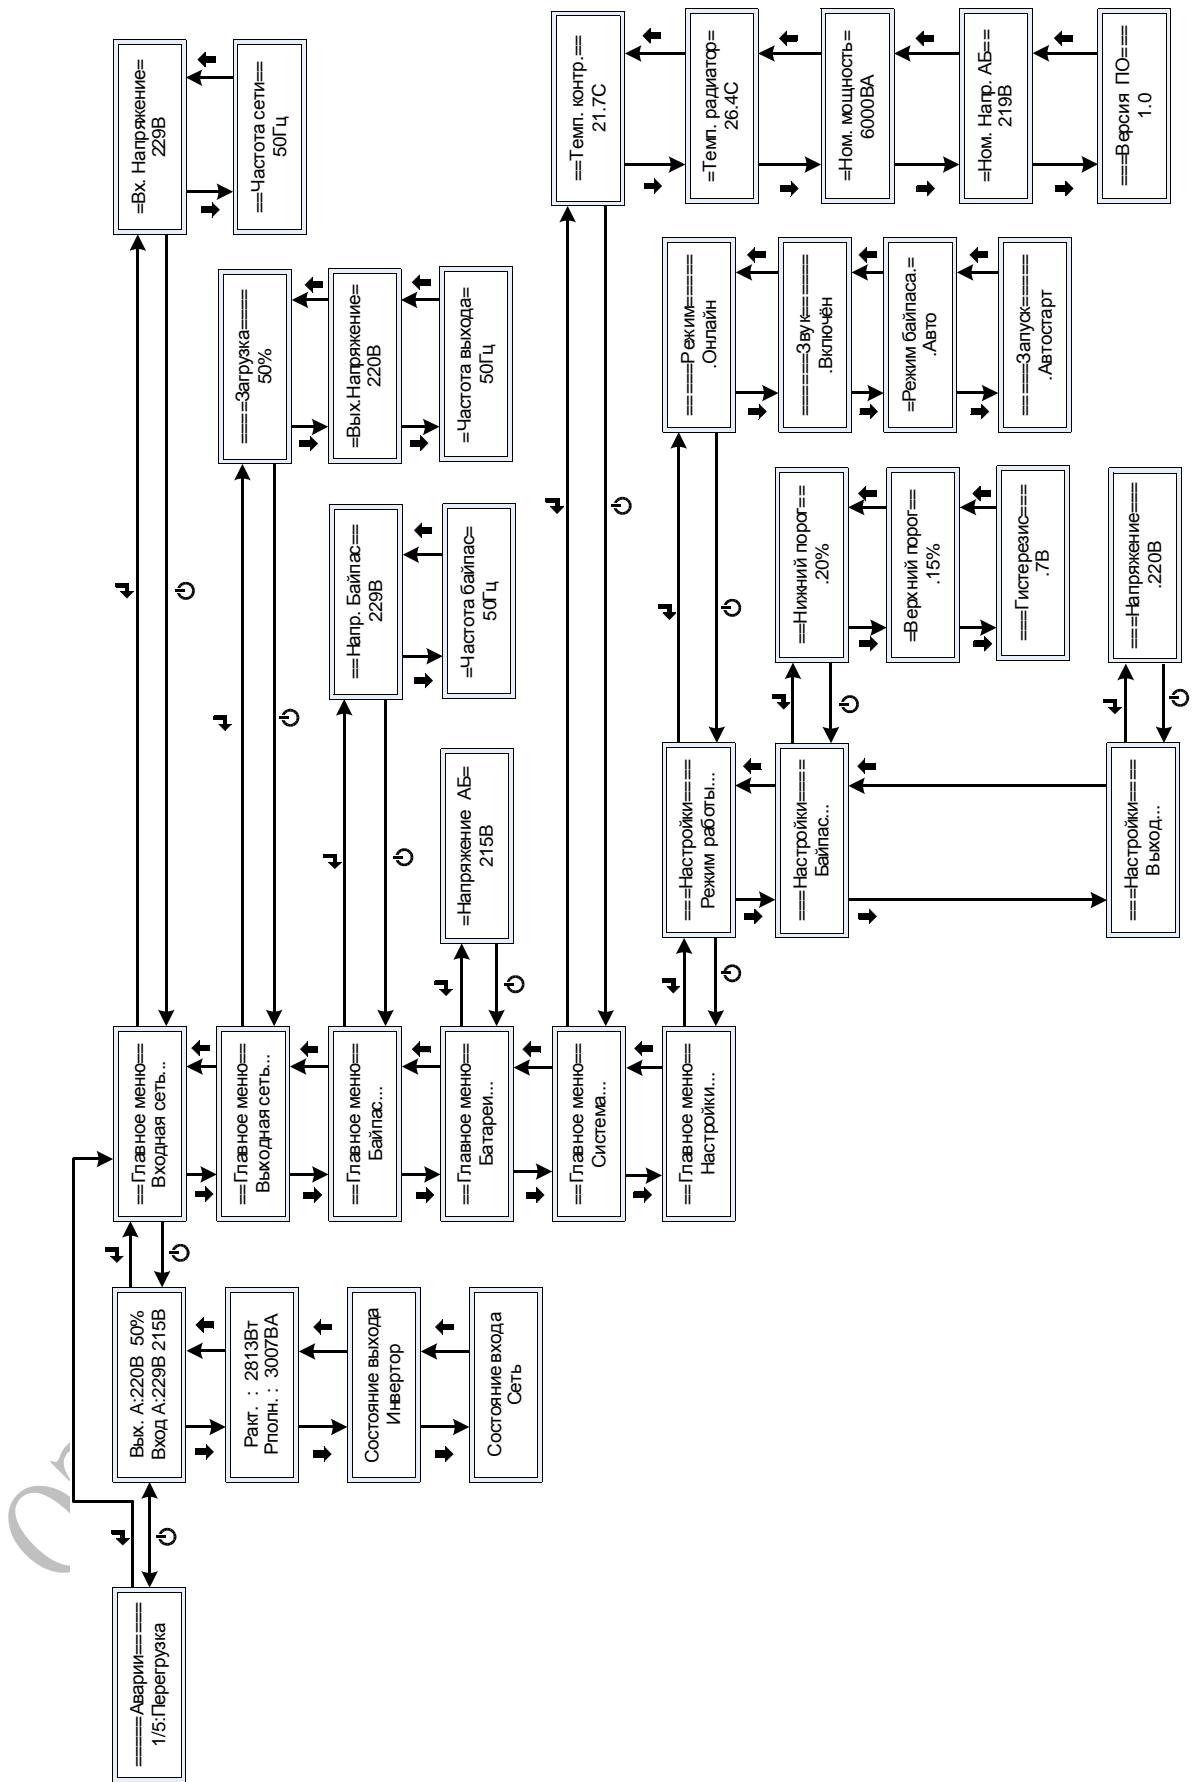 =====Аварии======
1/5:Перегрузка
Вых. А:220В 50%
Вход А:229В 215В
Ракт. : 2813Вт
Рполн. : 3007ВА
Состояние выхода
Инвертор
Состояние входа
Сеть
==Главное меню==
Входная сеть...
==Главное меню==
Выходная сеть...
==Главное меню==
Байпас...
==Главное меню==
Батареи...
==Главное меню==
Система...
==Главное меню==
Настройки...
=Вх. Напряжение=
229В
==Частота сети==
50Гц
=====Загрузка====
50%
=Вых.Напряжение=
220В
=Частота выхода=
50Гц
==Напр. Байпас==
229В
=Частота байпас=
50Гц
=Напряжение АБ=
215В
==Темп. контр.==
21.7С
=Темп. радиатор=
26.4С
=Ном. мощность=
6000ВА
=Ном. Напр. АБ==
219В
===Версия ПО===
1.0
===Настройки====
Режим работы...
===Настройки====
Байпас...
===Настройки====
Выход...
=====Режим======
.Онлайн
======Звук======
.Включён
=Режим байпаса.=
.Авто
=====Запуск=====
.Автостарт
==Нижний порог==
.20%
=Верхний порог==
.15%
===Гистерезис===
.7В
===Напряжение===
.220В